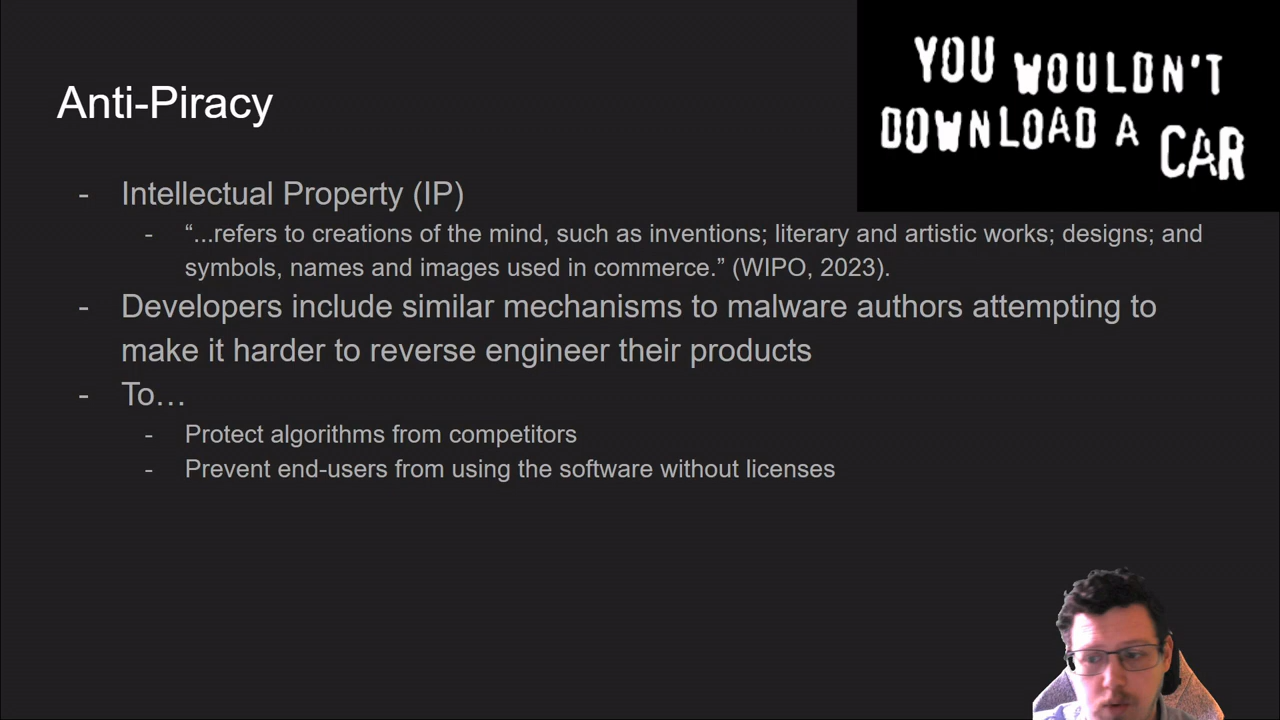 YOU WOULDN'T
DOWNLOAD A CAR
Anti-Piracy
- Intellectual Property (IP)
- “...refers to creations of the mind, such as inventions; literary and artistic works; designs; and
symbols, names and images used in commerce.” (WIPO, 2023).
- Developers include similar mechanisms to malware authors attempting to
make it harder to reverse engineer their products
- To…
- Protect algorithms from competitors
- Prevent end-users from using the software without licenses